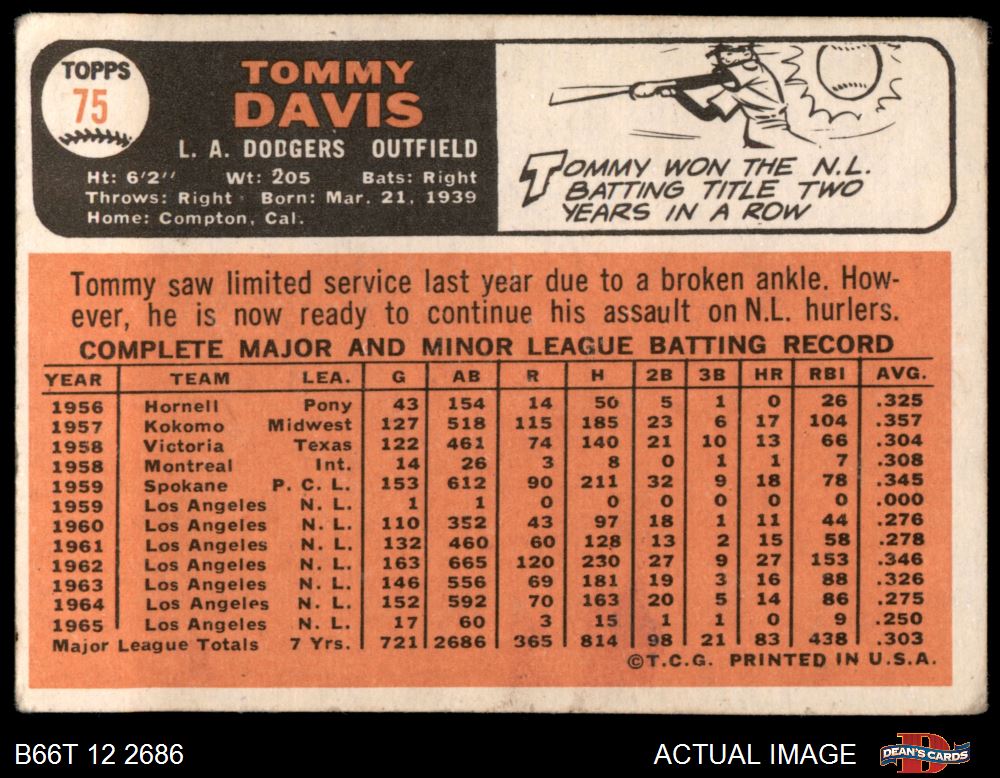 TOPPS
75
TOMMY
DAVIS
L. A. DODGERS OUTFIELD
Ht: 6'2" Wt: 205 Bats: Right
Throws: Right Born: Mar. 21, 1939
Home: Compton, Cal.
TOMMY WON THE N.L.
BATTING TITLE TWO
YEARS IN A ROW
Tommy saw limited service last year due to a broken ankle. How-
ever, he is now ready to continue his assault on N.L. hurlers.
COMPLETE MAJOR AND MINOR LEAGUE BATTING RECORD
YEAR TEAM LEA. G AB R H 2B 3B HR RBI AVG.
1956 Hornell Pony 43 154 14 50 5 1 0 26 .325
1957 Kokomo Midwest 127 518 115 185 23 6 17 104 .357
1958 Victoria Texas 122 461 74 140 21 10 13 66 .304
1958 Montreal Int. 14 26 3 8 0 1 1 7 .308
1959 Spokane P. C. L. 153 612 90 211 32 9 18 78 .345
1959 Los Angeles N. L. 1 1 0 0 0 0 0 0 .000
1960 Los Angeles N. L. 110 352 43 97 18 1 11 44 .276
1961 Los Angeles N. L. 132 460 60 128 13 2 15 58 .278
1962 Los Angeles N. L. 163 665 120 230 27 9 27 153 .346
1963 Los Angeles N. L. 146 556 69 181 19 3 16 88 .326
1964 Los Angeles N. L. 152 592 70 163 20 5 14 86 .275
1965 Los Angeles N. L. 17 60 3 15 1 1 0 9 .250
Major League Totals 7 Yrs. 721 2686 365 814 98 21 83 438 .303
©T.C.G. PRINTED IN U.S.A.
B66T 12 2686
ACTUAL IMAGE
DEAN'S CARDS